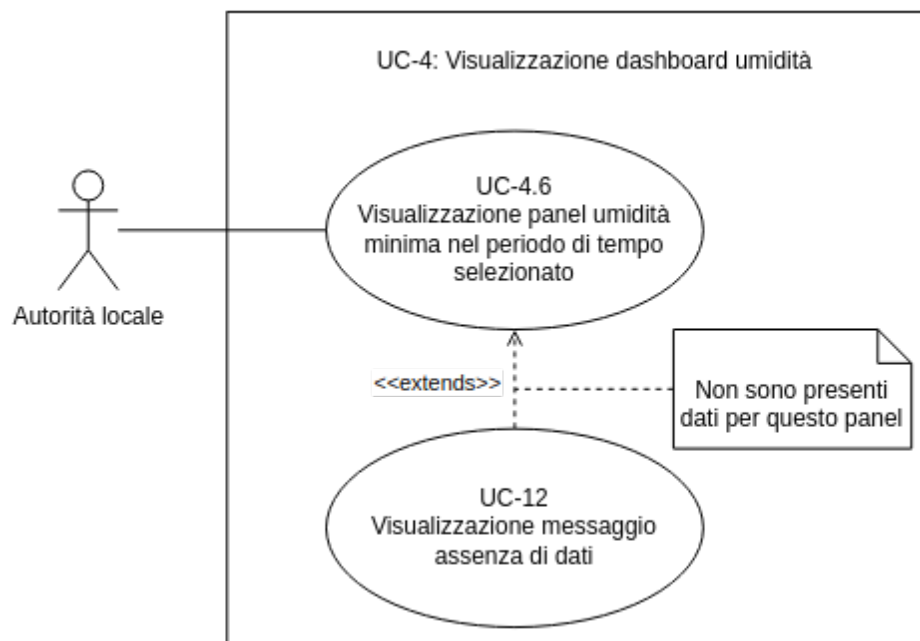 UC-4: Visualizzazione dashboard umidità
UC-4.6
Visualizzazione panel umidità
minima nel periodo di tempo
selezionato
Autorità locale
<<extends>>
Non sono presenti
dati per questo panel
UC-12
Visualizzazione messaggio
assenza di dati